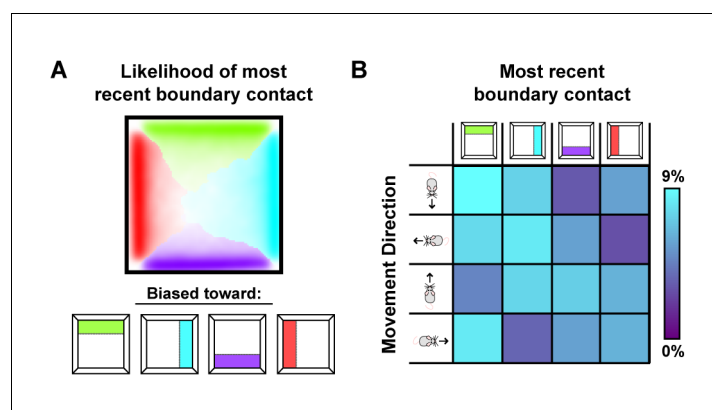 A
Likelihood of most
recent boundary contact
Biased toward:
B
Most recent
boundary contact
Movement Direction
9%
0%